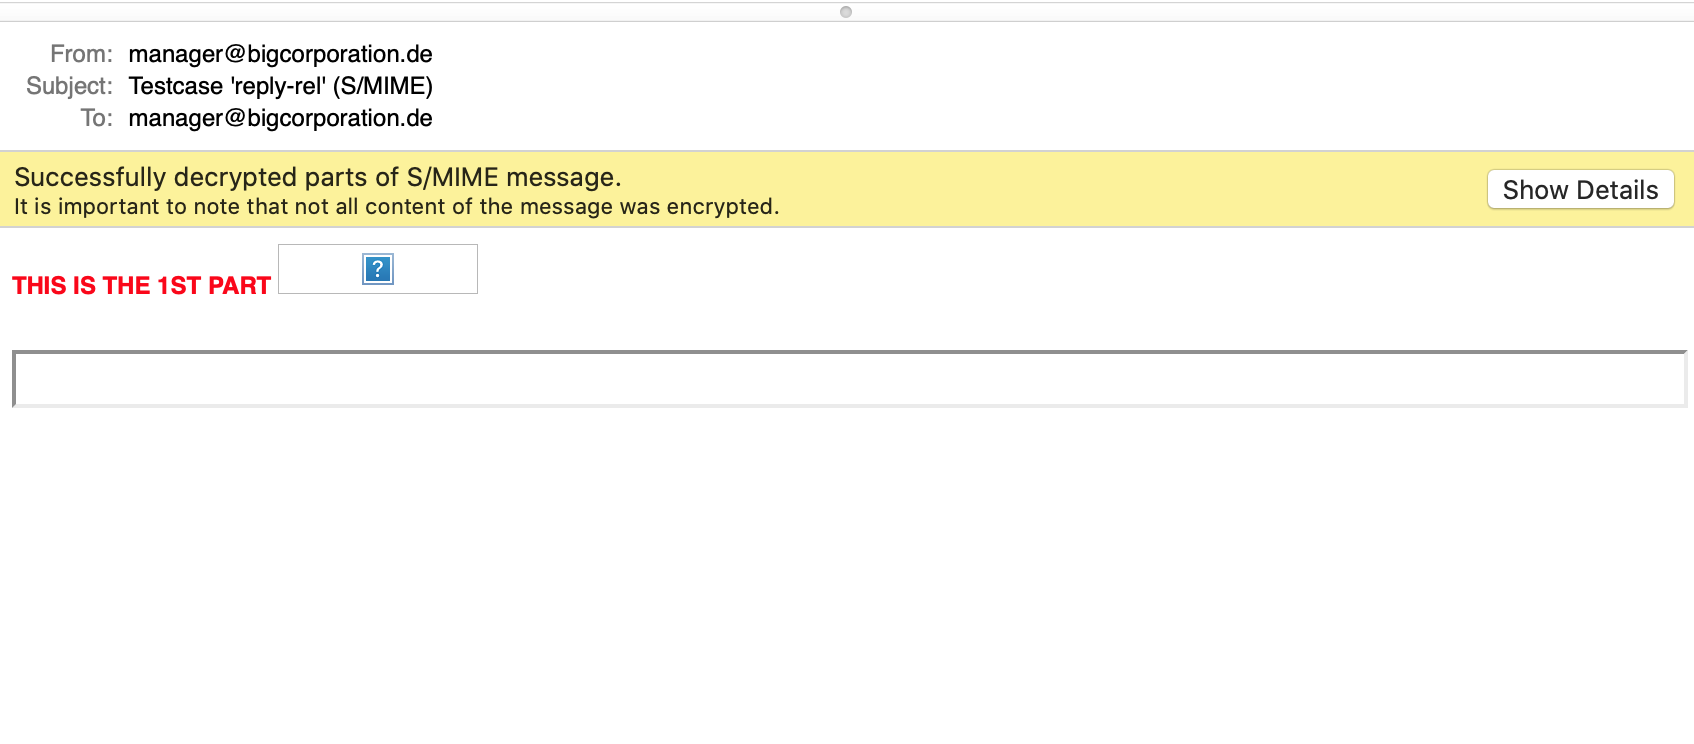 From: manager@bigcorporation.de
Subject: Testcase 'reply-rel' (S/MIME)
To: manager@bigcorporation.de
Successfully decrypted parts of S/MIME message.
It is important to note that not all content of the message was encrypted.
Show Details
THIS IS THE 1ST PART ?